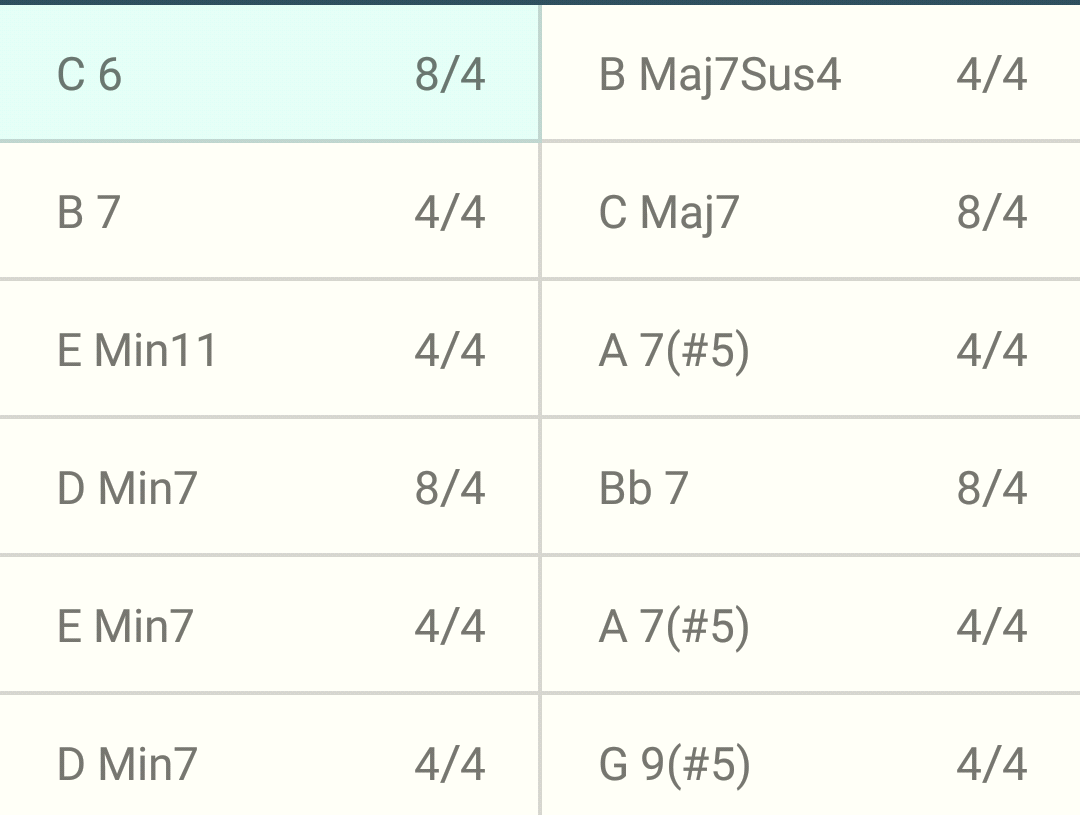 C 6 8/4 B Maj7Sus4 4/4
B 7 4/4 C Maj7 8/4
E Min11 4/4 A 7(#5) 4/4
D Min7 8/4 Bb 7 8/4
E Min7 4/4 A 7(#5) 4/4
D Min7 4/4 G 9(#5) 4/4